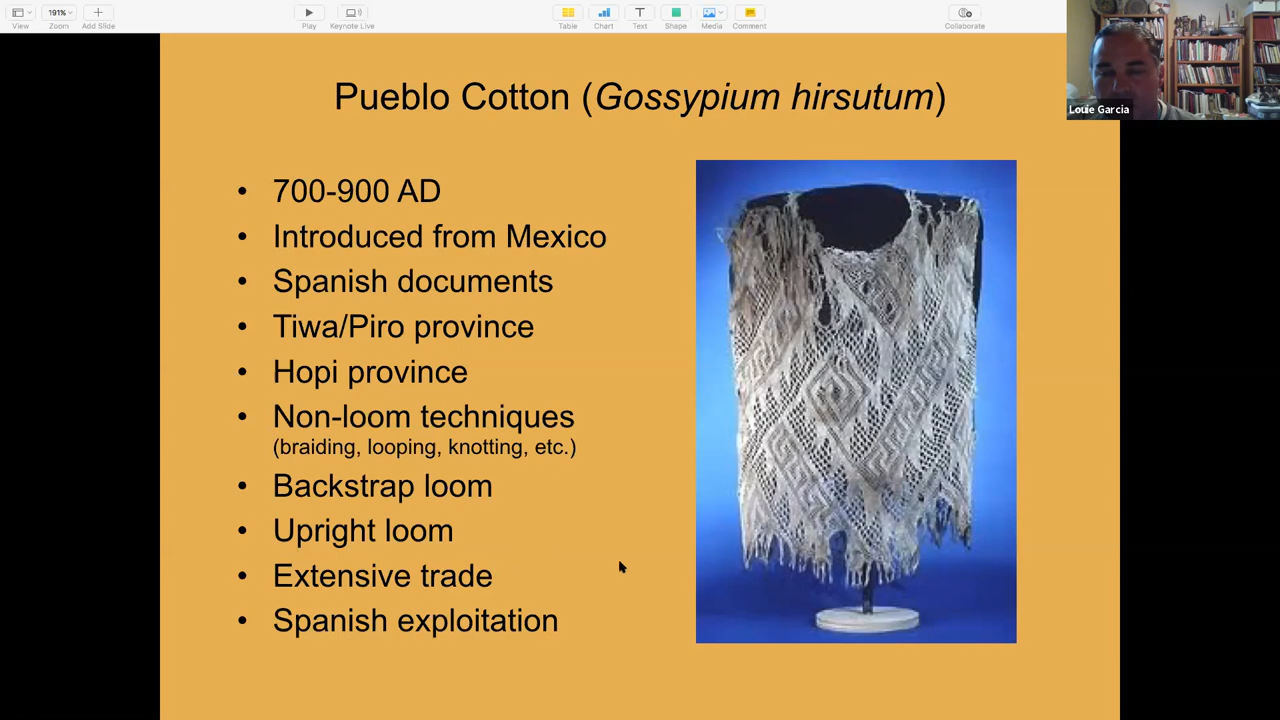 191%
View
Zoom
Add Slide
Play
Keynote Live
Table
Chart
Text
Shape
Media
Comment
Collaborate
Louie Garcia
Pueblo Cotton (Gossypium hirsutum)
• 700-900 AD
• Introduced from Mexico
• Spanish documents
• Tiwa/Piro province
• Hopi province
• Non-loom techniques
(braiding, looping, knotting, etc.)
• Backstrap loom
• Upright loom
• Extensive trade
• Spanish exploitation